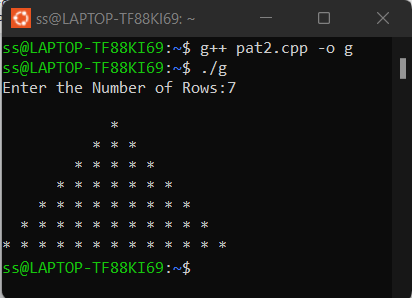 ss@LAPTOP-TF88KI69: ~
ss@LAPTOP-TF88KI69:~$ g++ pat2.cpp -o g
ss@LAPTOP-TF88KI69:~$ ./g
Enter the Number of Rows:7

            *
          * * *
        * * * * *
      * * * * * * *
    * * * * * * * * *
  * * * * * * * * * * *
* * * * * * * * * * * * *
ss@LAPTOP-TF88KI69:~$